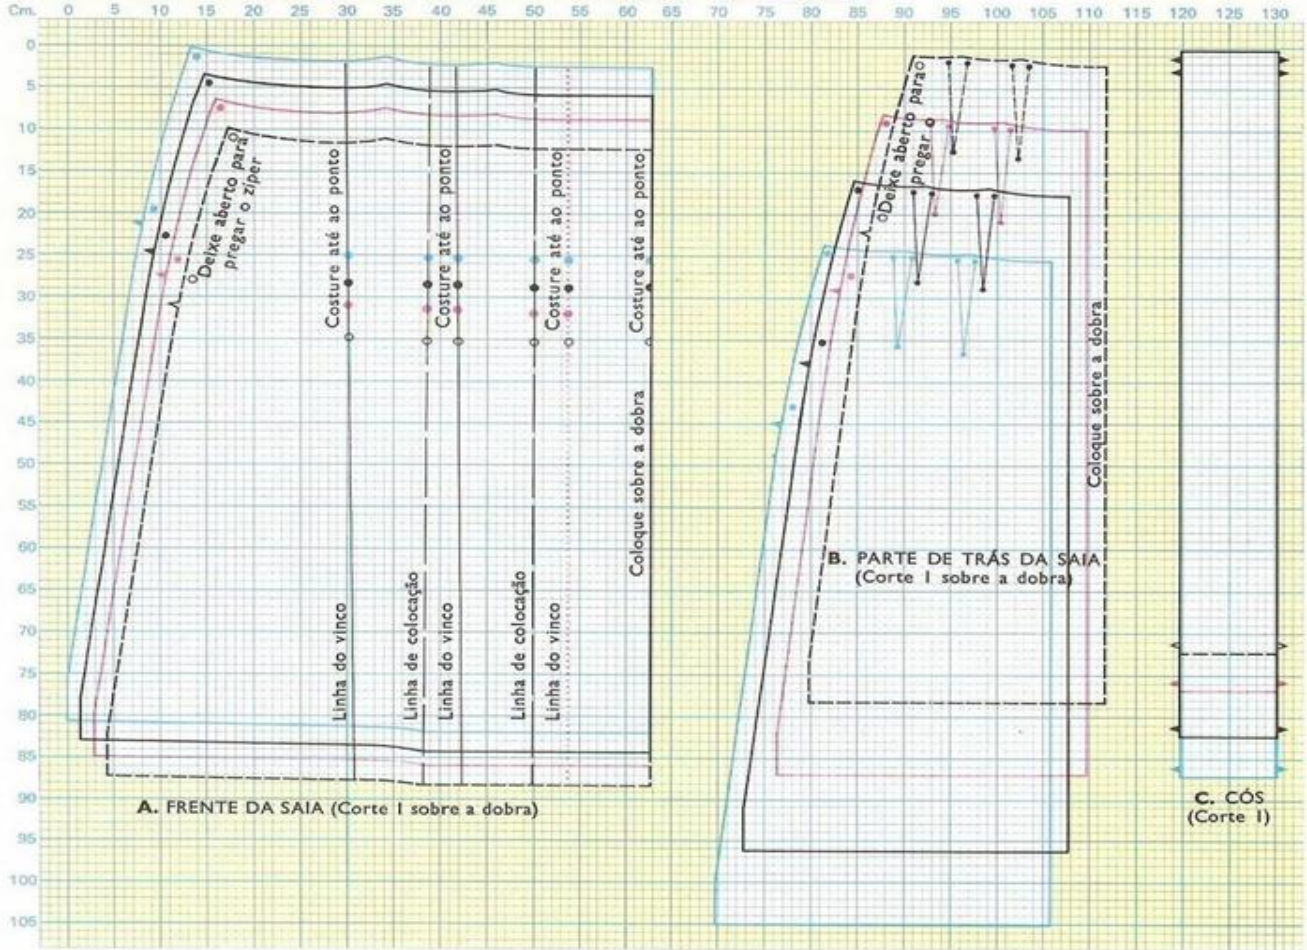 Cm. 0 5 10 15 20 25 30 35 40 45 50 55 60 65 70 75 80 85 90 95 100 105 110 115 120 125 130
0
5
10
15
20
25
30
35
40
45
50
55
60
65
70
75
80
85
90
95
100
105
Deixe aberto para
pregar o zíper
Costure até ao ponto
Costure até ao ponto
Costure até ao ponto
Costure até ao ponto
Linha do vinco
Linha de colocação
Linha do vinco
Linha de colocação
Linha do vinco
Coloque sobre a dobra
A. FRENTE DA SAIA (Corte 1 sobre a dobra)
Deixe aberto para
pregar o
Coloque sobre a dobra
B. PARTE DE TRÁS DA SAIA
(Corte 1 sobre a dobra)
C. CÓS
(Corte 1)